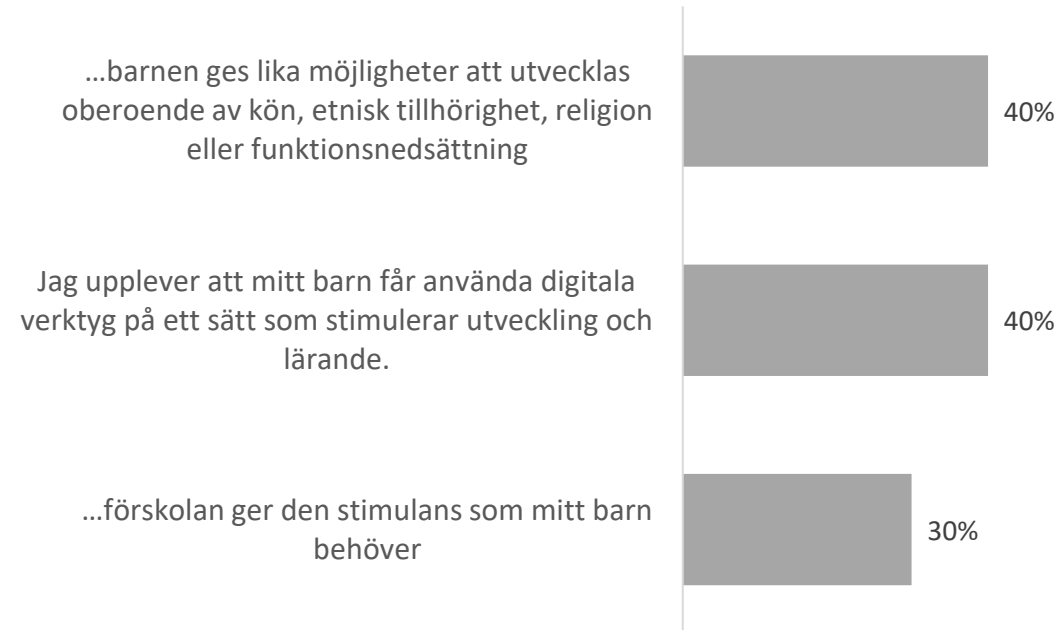 …barnen ges lika möjligheter att utvecklas
oberoende av kön, etnisk tillhörighet, religion
eller funktionsnedsättning
40%
Jag upplever att mitt barn får använda digitala
verktyg på ett sätt som stimulerar utveckling och
lärande.
40%
…förskolan ger den stimulans som mitt barn
behöver
30%